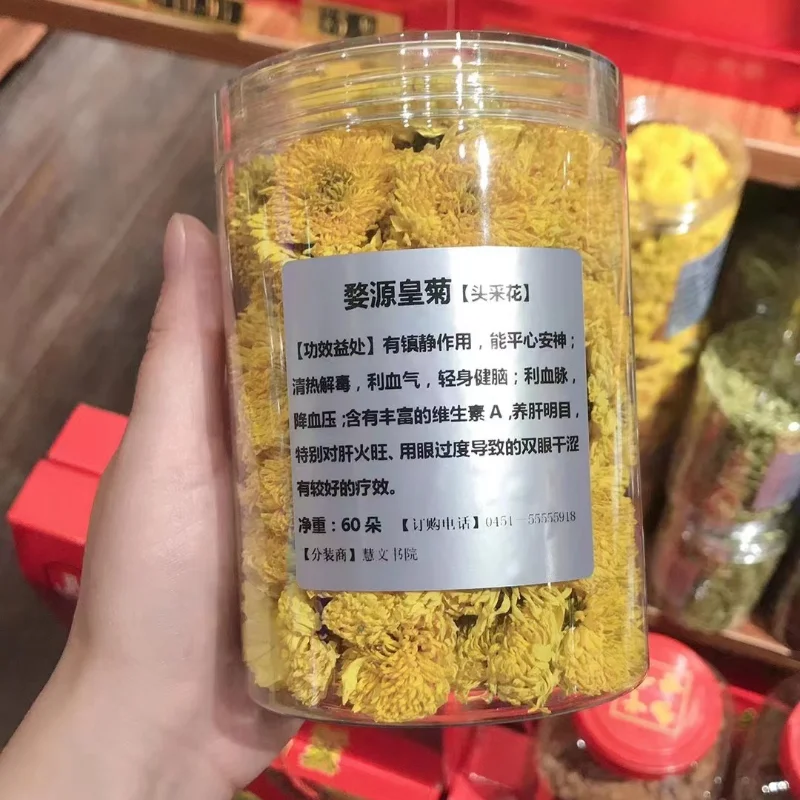 婺源皇菊【头采花】
【功效益处】有镇静作用，能平心安神；
清热解毒，利血气，轻身健脑；利血脉，
降血压；含有丰富的维生素 A，养肝明目，
特别对肝火旺、用眼过度导致的双眼干涩
有较好的疗效。
净重：60 朵 【订购电话】0451—55555918
【分装商】慧文书院